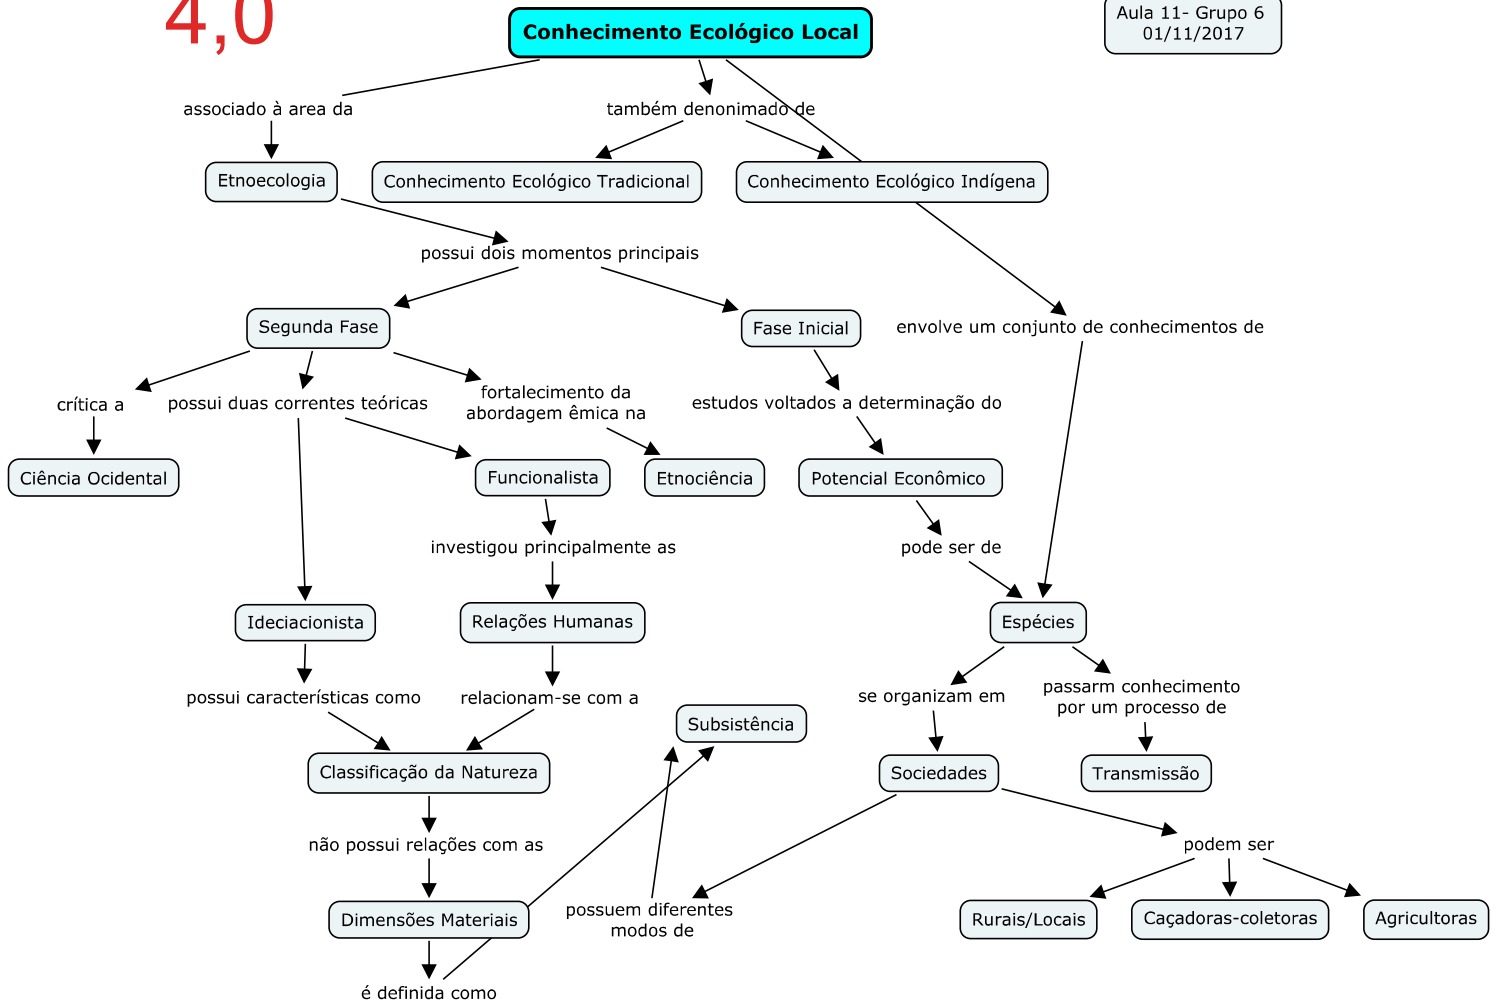 4,0
Conhecimento Ecológico Local
Aula 11- Grupo 6
01/11/2017
associado à area da
também denonimado de
Etnoecologia
Conhecimento Ecológico Tradicional
Conhecimento Ecológico Indígena
possui dois momentos principais
Segunda Fase
Fase Inicial
envolve um conjunto de conhecimentos de
crítica a
possui duas correntes teóricas
fortalecimento da
abordagem êmica na
estudos voltados a determinação do
Ciência Ocidental
Funcionalista
Etnociência
Potencial Econômico
investigou principalmente as
pode ser de
Ideciacionista
Relações Humanas
Espécies
possui características como
relacionam-se com a
se organizam em
passarm conhecimento
por um processo de
Subsistência
Classificação da Natureza
Sociedades
Transmissão
não possui relações com as
podem ser
Dimensões Materiais
possuem diferentes
modos de
Rurais/Locais
Caçadoras-coletoras
Agricultoras
é definida como